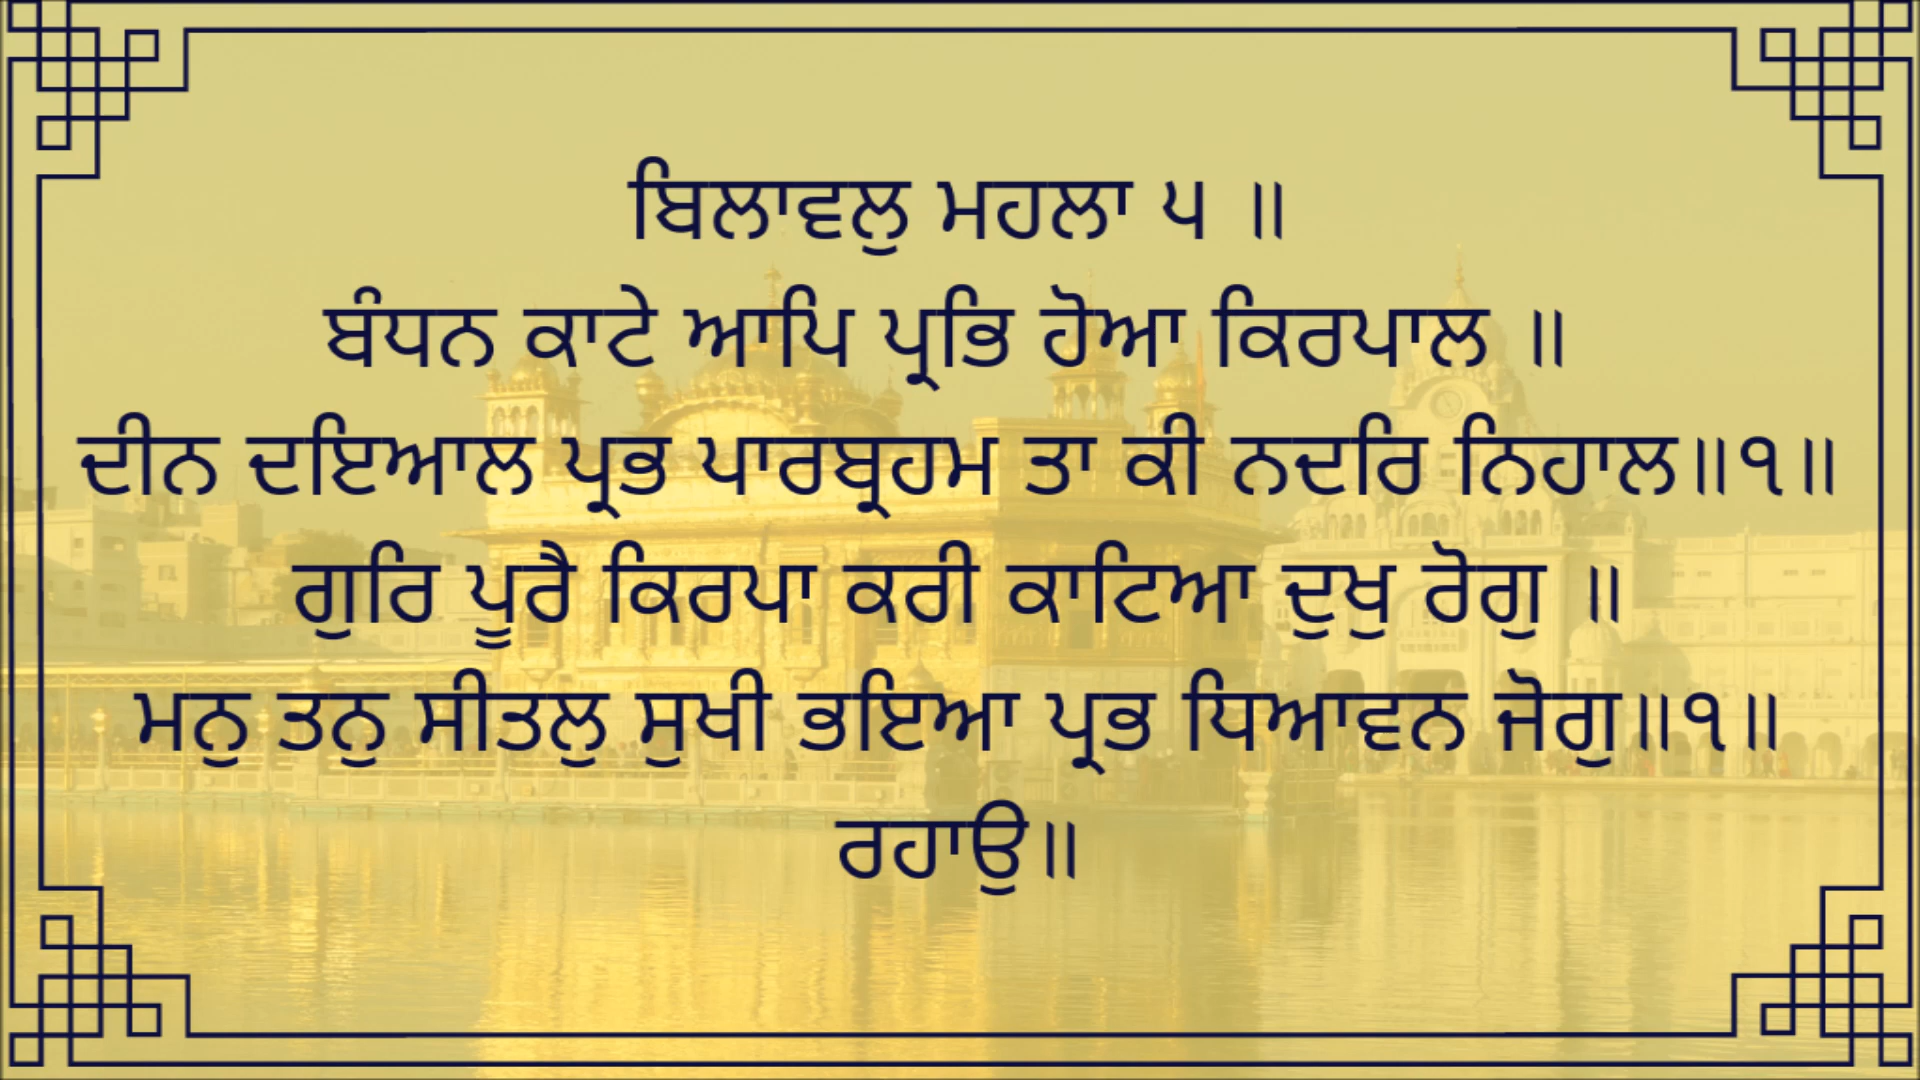 ਬਿਲਾਵਲੁ ਮਹਲਾ ੫ ॥
ਬੰਧਨ ਕਾਟੇ ਆਪਿ ਪ੍ਰਭਿ ਹੋਆ ਕਿਰਪਾਲ ॥
ਦੀਨ ਦਇਆਲ ਪ੍ਰਭ ਪਾਰਬ੍ਰਹਮ ਤਾ ਕੀ ਨਦਰਿ ਨਿਹਾਲ॥੧॥
ਗੁਰਿ ਪੂਰੈ ਕਿਰਪਾ ਕਰੀ ਕਾਟਿਆ ਦੁਖੁ ਰੋਗੁ ॥
ਮਨੁ ਤਨੁ ਸੀਤਲੁ ਸੁਖੀ ਭਇਆ ਪ੍ਰਭ ਧਿਆਵਨ ਜੋਗੁ॥੧॥
ਰਹਾਉ॥